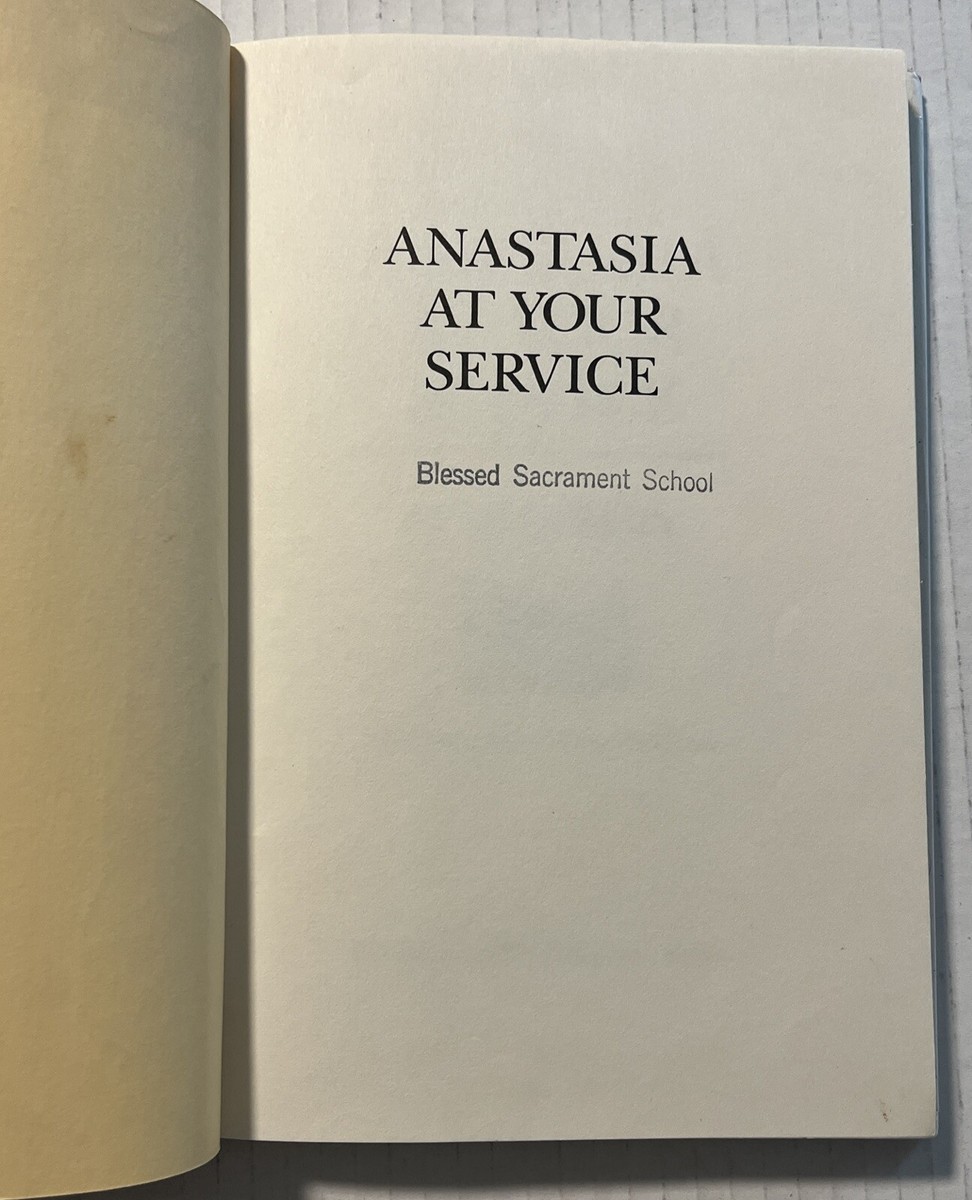 ANASTASIA
AT YOUR
SERVICE
Blessed Sacrament School